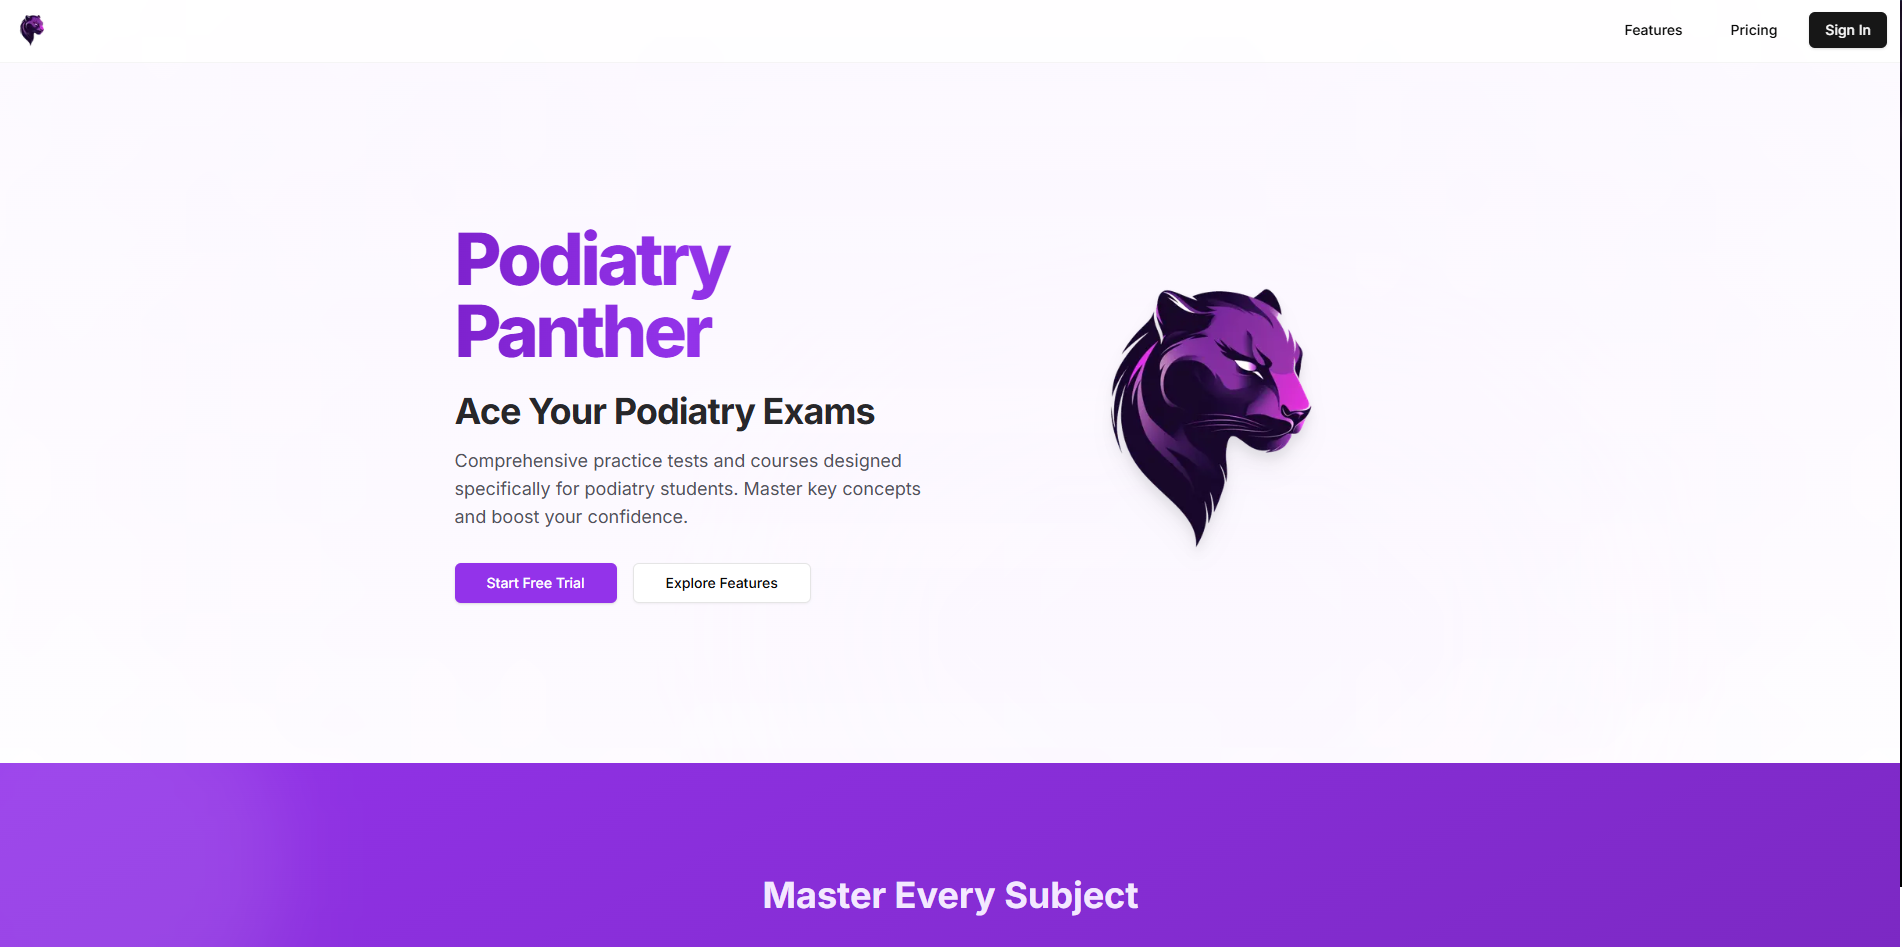 Features
Pricing
Sign In
Podiatry
Panther
Ace Your Podiatry Exams
Comprehensive practice tests and courses designed
specifically for podiatry students. Master key concepts
and boost your confidence.
Start Free Trial
Explore Features
Master Every Subject